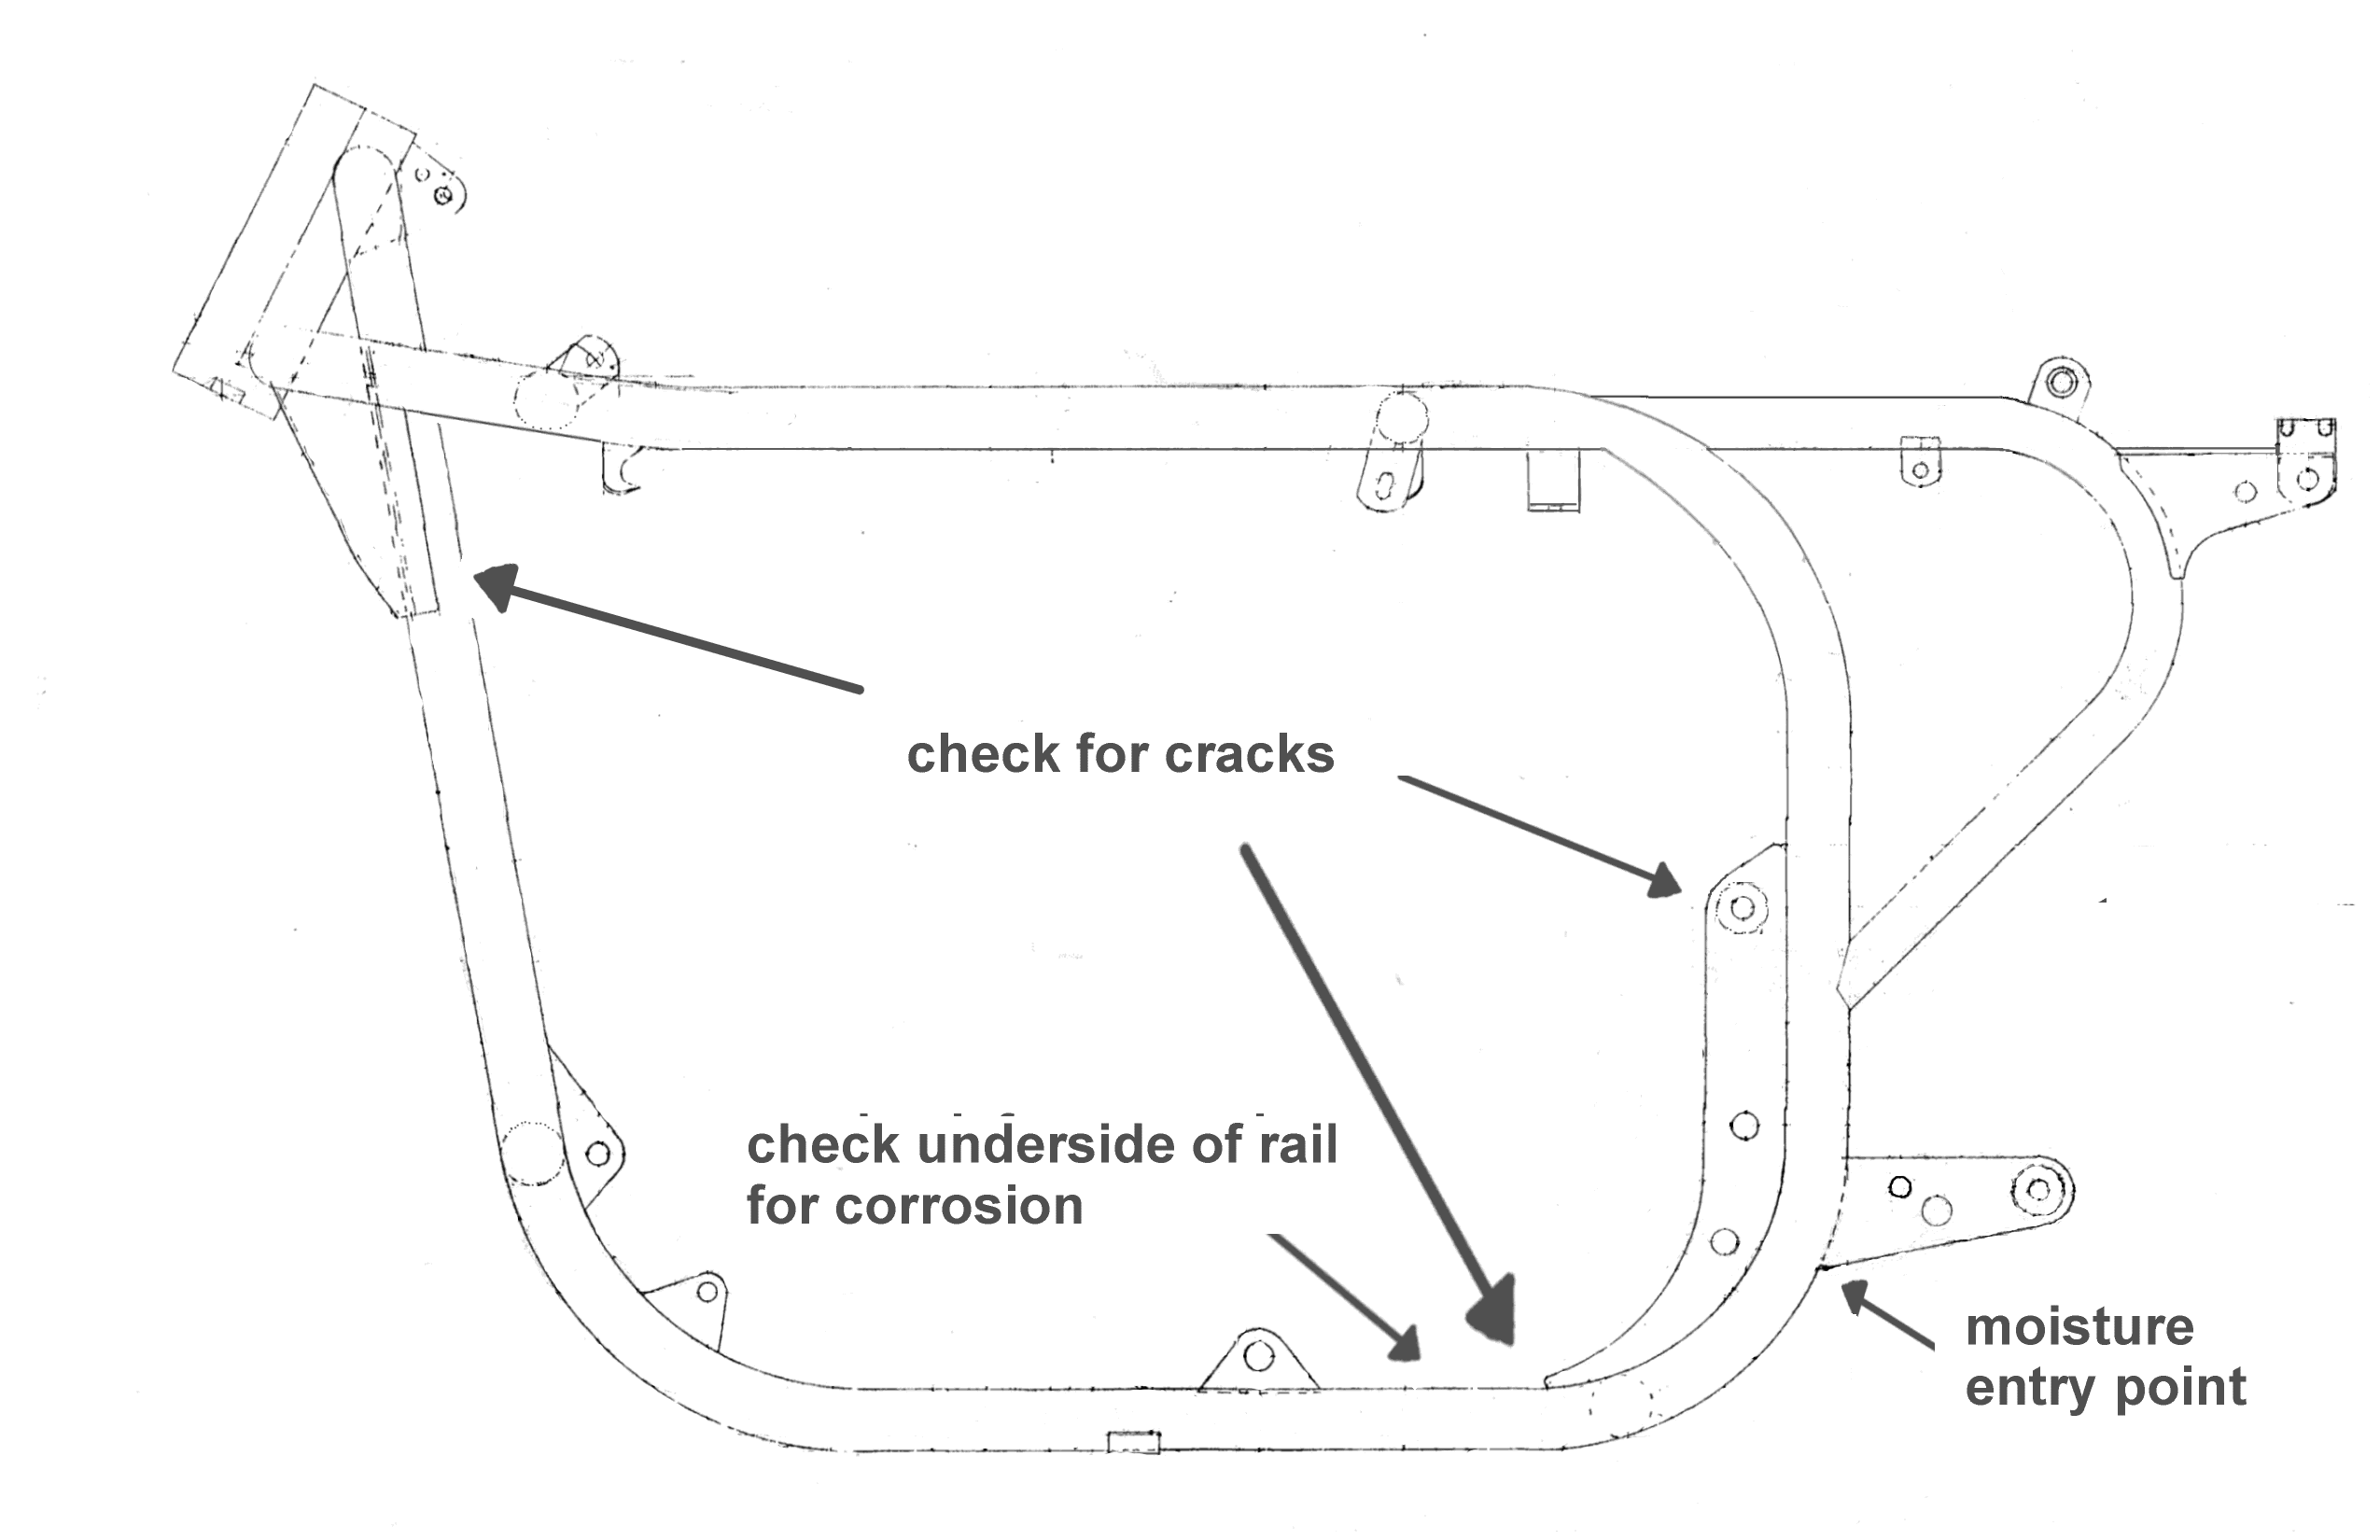 check for cracks
check underside of rail
for corrosion
moisture
entry point